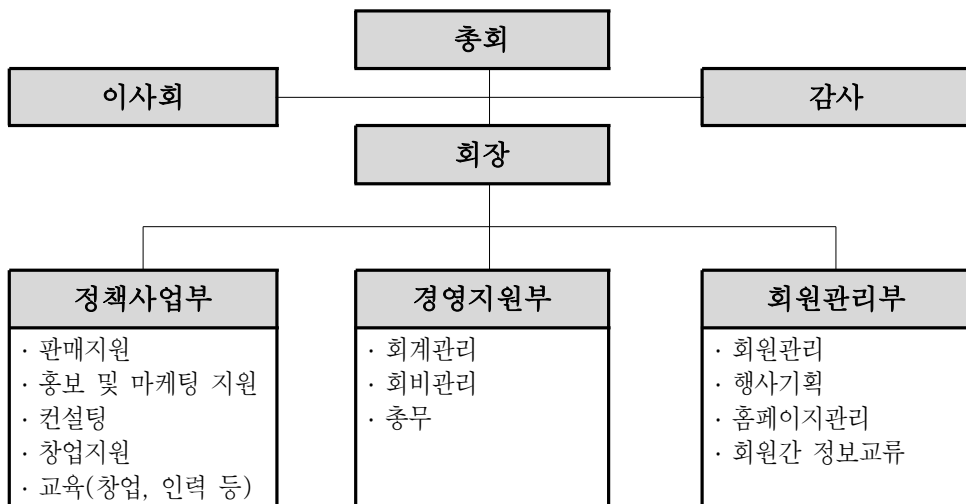 총회
이사회
감사
회장
정책사업부
· 판매지원
· 홍보 및 마케팅 지원
· 컨설팅
· 창업지원
· 교육(창업, 인력 등)
경영지원부
· 회계관리
· 회비관리
· 총무
회원관리부
· 회원관리
· 행사기획
· 홈페이지관리
· 회원간 정보교류